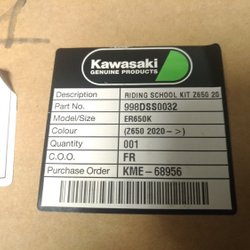 Kawasaki
GENUINE PRODUCTS
Description RIDING SCHOOL KIT Z650 20
Part No. 998DSS0032
Model/Size ER650K
Colour (Z650 2020->)
Quantity 001
C.O.O. FR
Purchase Order KME-68956